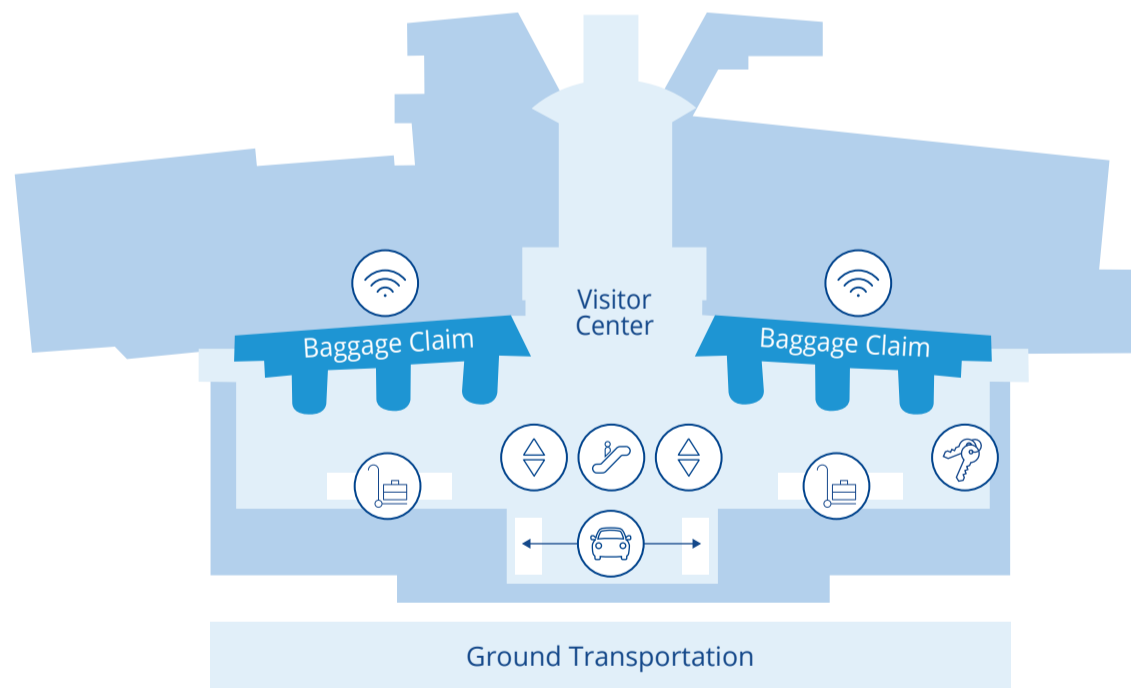 Visitor
Center
Baggage Claim
Baggage Claim
Ground Transportation